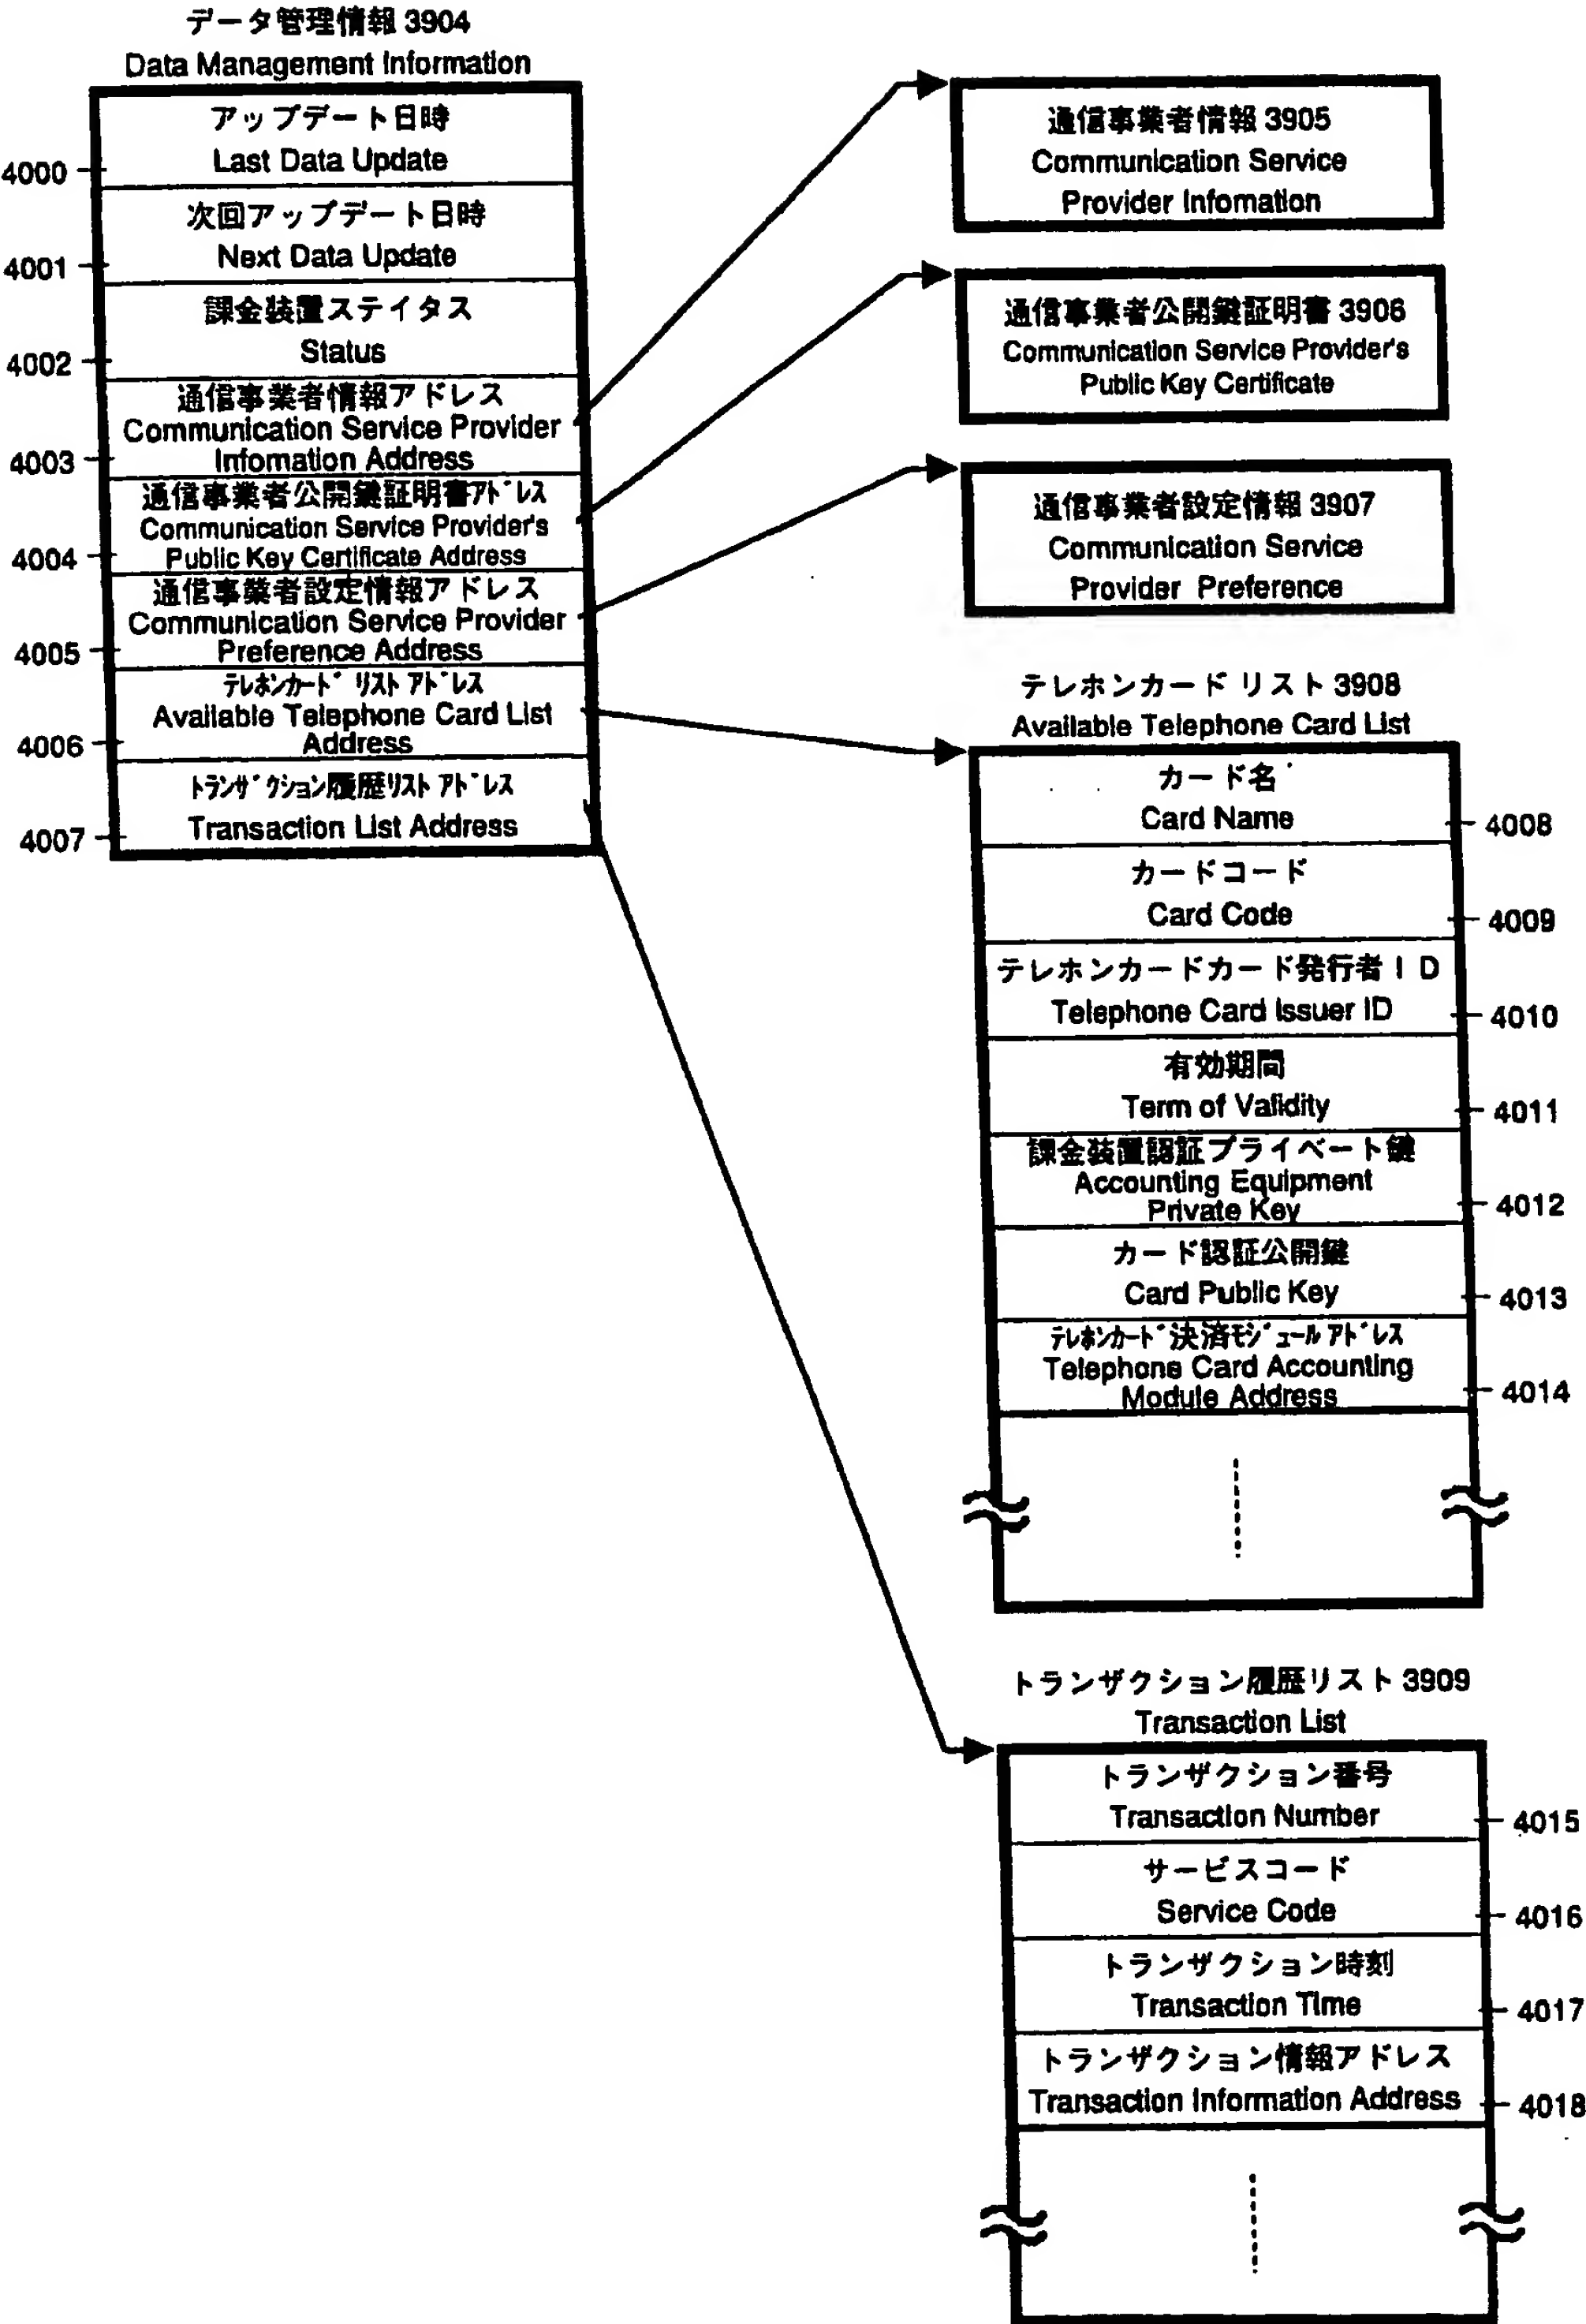 データ管理情報 3904
Data Management Information
アップデート日時
Last Data Update
4000
次回アップデート日時
Next Data Update
4001
課金装置ステイタス
Status
4002
通信事業者情報アドレス
Communication Service Provider
Infomation Address
4003
通信事業者公開鍵証明書アドレス
Communication Service Provider's
Public Key Certificate Address
4004
通信事業者設定情報アドレス
Communication Service Provider
Preference Address
4005
テレホンカード リスト アドレス
Available Telephone Card List
Address
4006
トランザクション履歴リスト アドレス
Transaction List Address
4007
通信事業者情報 3905
Communication Service
Provider Infomation
通信事業者公開鍵証明書 3906
Communication Service Provider's
Public Key Certificate
通信事業者設定情報 3907
Communication Service
Provider Preference
テレホンカード リスト 3908
Available Telephone Card List
カード名
Card Name
4008
カードコード
Card Code
4009
テレホンカードカード発行者ID
Telephone Card Issuer ID
4010
有効期間
Term of Validity
4011
課金装置認証プライベート鍵
Accounting Equipment
Private Key
4012
カード認証公開鍵
Card Public Key
4013
テレホンカード決済モジュール アドレス
Telephone Card Accounting
Module Address
4014
トランザクション履歴リスト 3909
Transaction List
トランザクション番号
Transaction Number
4015
サービスコード
Service Code
4016
トランザクション時刻
Transaction Time
4017
トランザクション情報アドレス
Transaction Information Address
4018